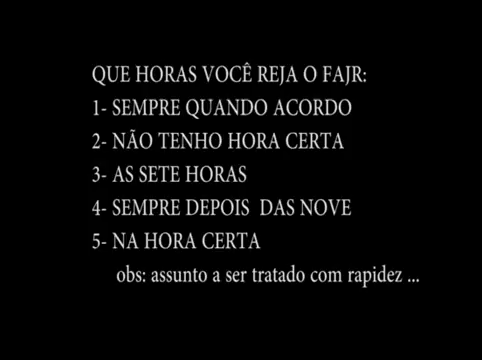 QUE HORAS VOCÊ REJA O FAJR:
1- SEMPRE QUANDO ACORDO
2- NÃO TENHO HORA CERTA
3- AS SETE HORAS
4- SEMPRE DEPOIS DAS NOVE
5- NA HORA CERTA
obs: assunto a ser tratado com rapidez ...